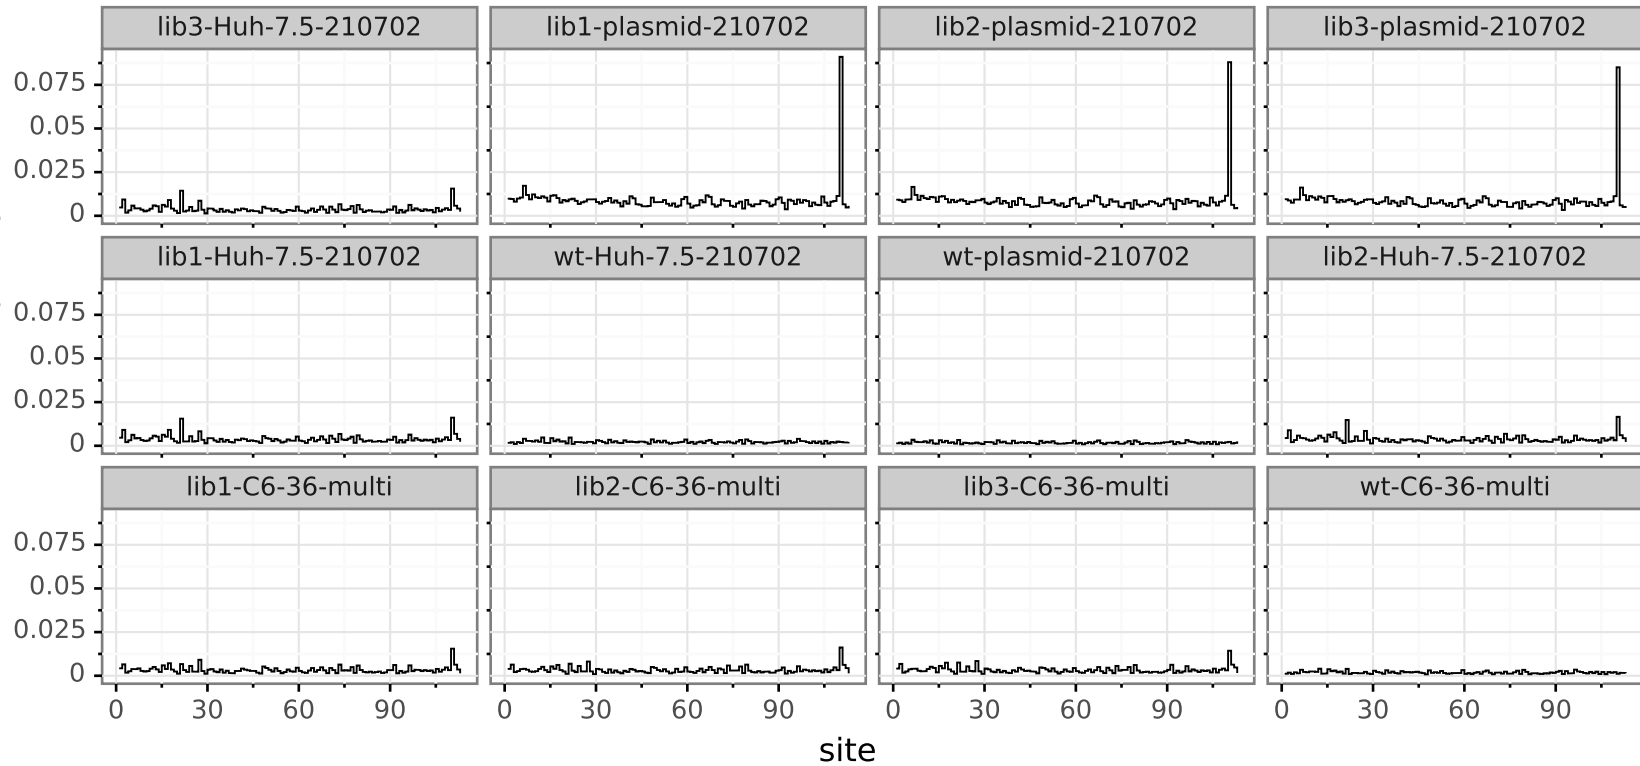 lib3-Huh-7.5-210702 lib1-plasmid-210702 lib2-plasmid-210702 lib3-plasmid-210702
0.075
0.05
0.025
0
lib1-Huh-7.5-210702 wt-Huh-7.5-210702 wt-plasmid-210702 lib2-Huh-7.5-210702
0.075
0.05
0.025
0
lib1-C6-36-multi lib2-C6-36-multi lib3-C6-36-multi wt-C6-36-multi
0.075
0.05
0.025
0
0 30 60 90 0 30 60 90 0 30 60 90 0 30 60 90
site